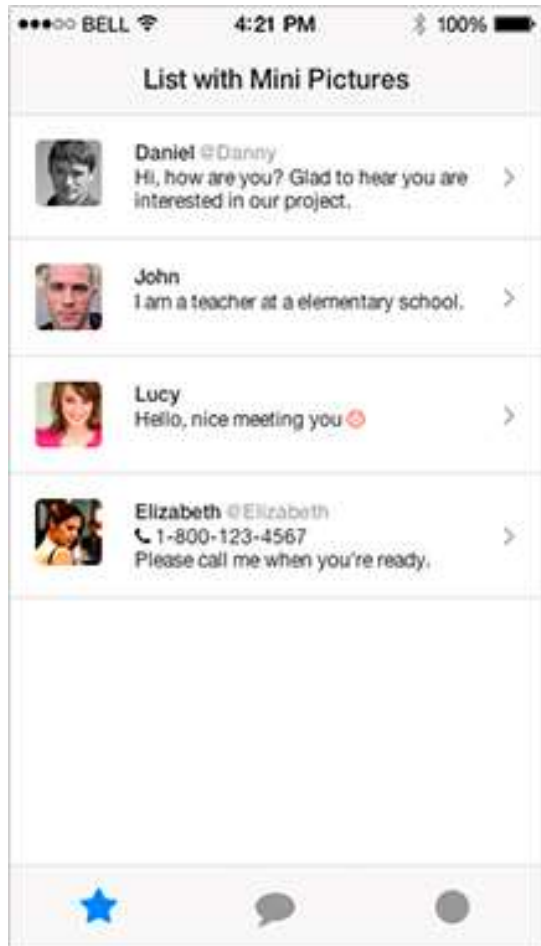 BELL 4:21 PM 100%
List with Mini Pictures
Daniel @Danny
Hi, how are you? Glad to hear you are
interested in our project.
John
I am a teacher at a elementary school.
Lucy
Hello, nice meeting you
Elizabeth @Elizabeth
1-800-123-4567
Please call me when you're ready.